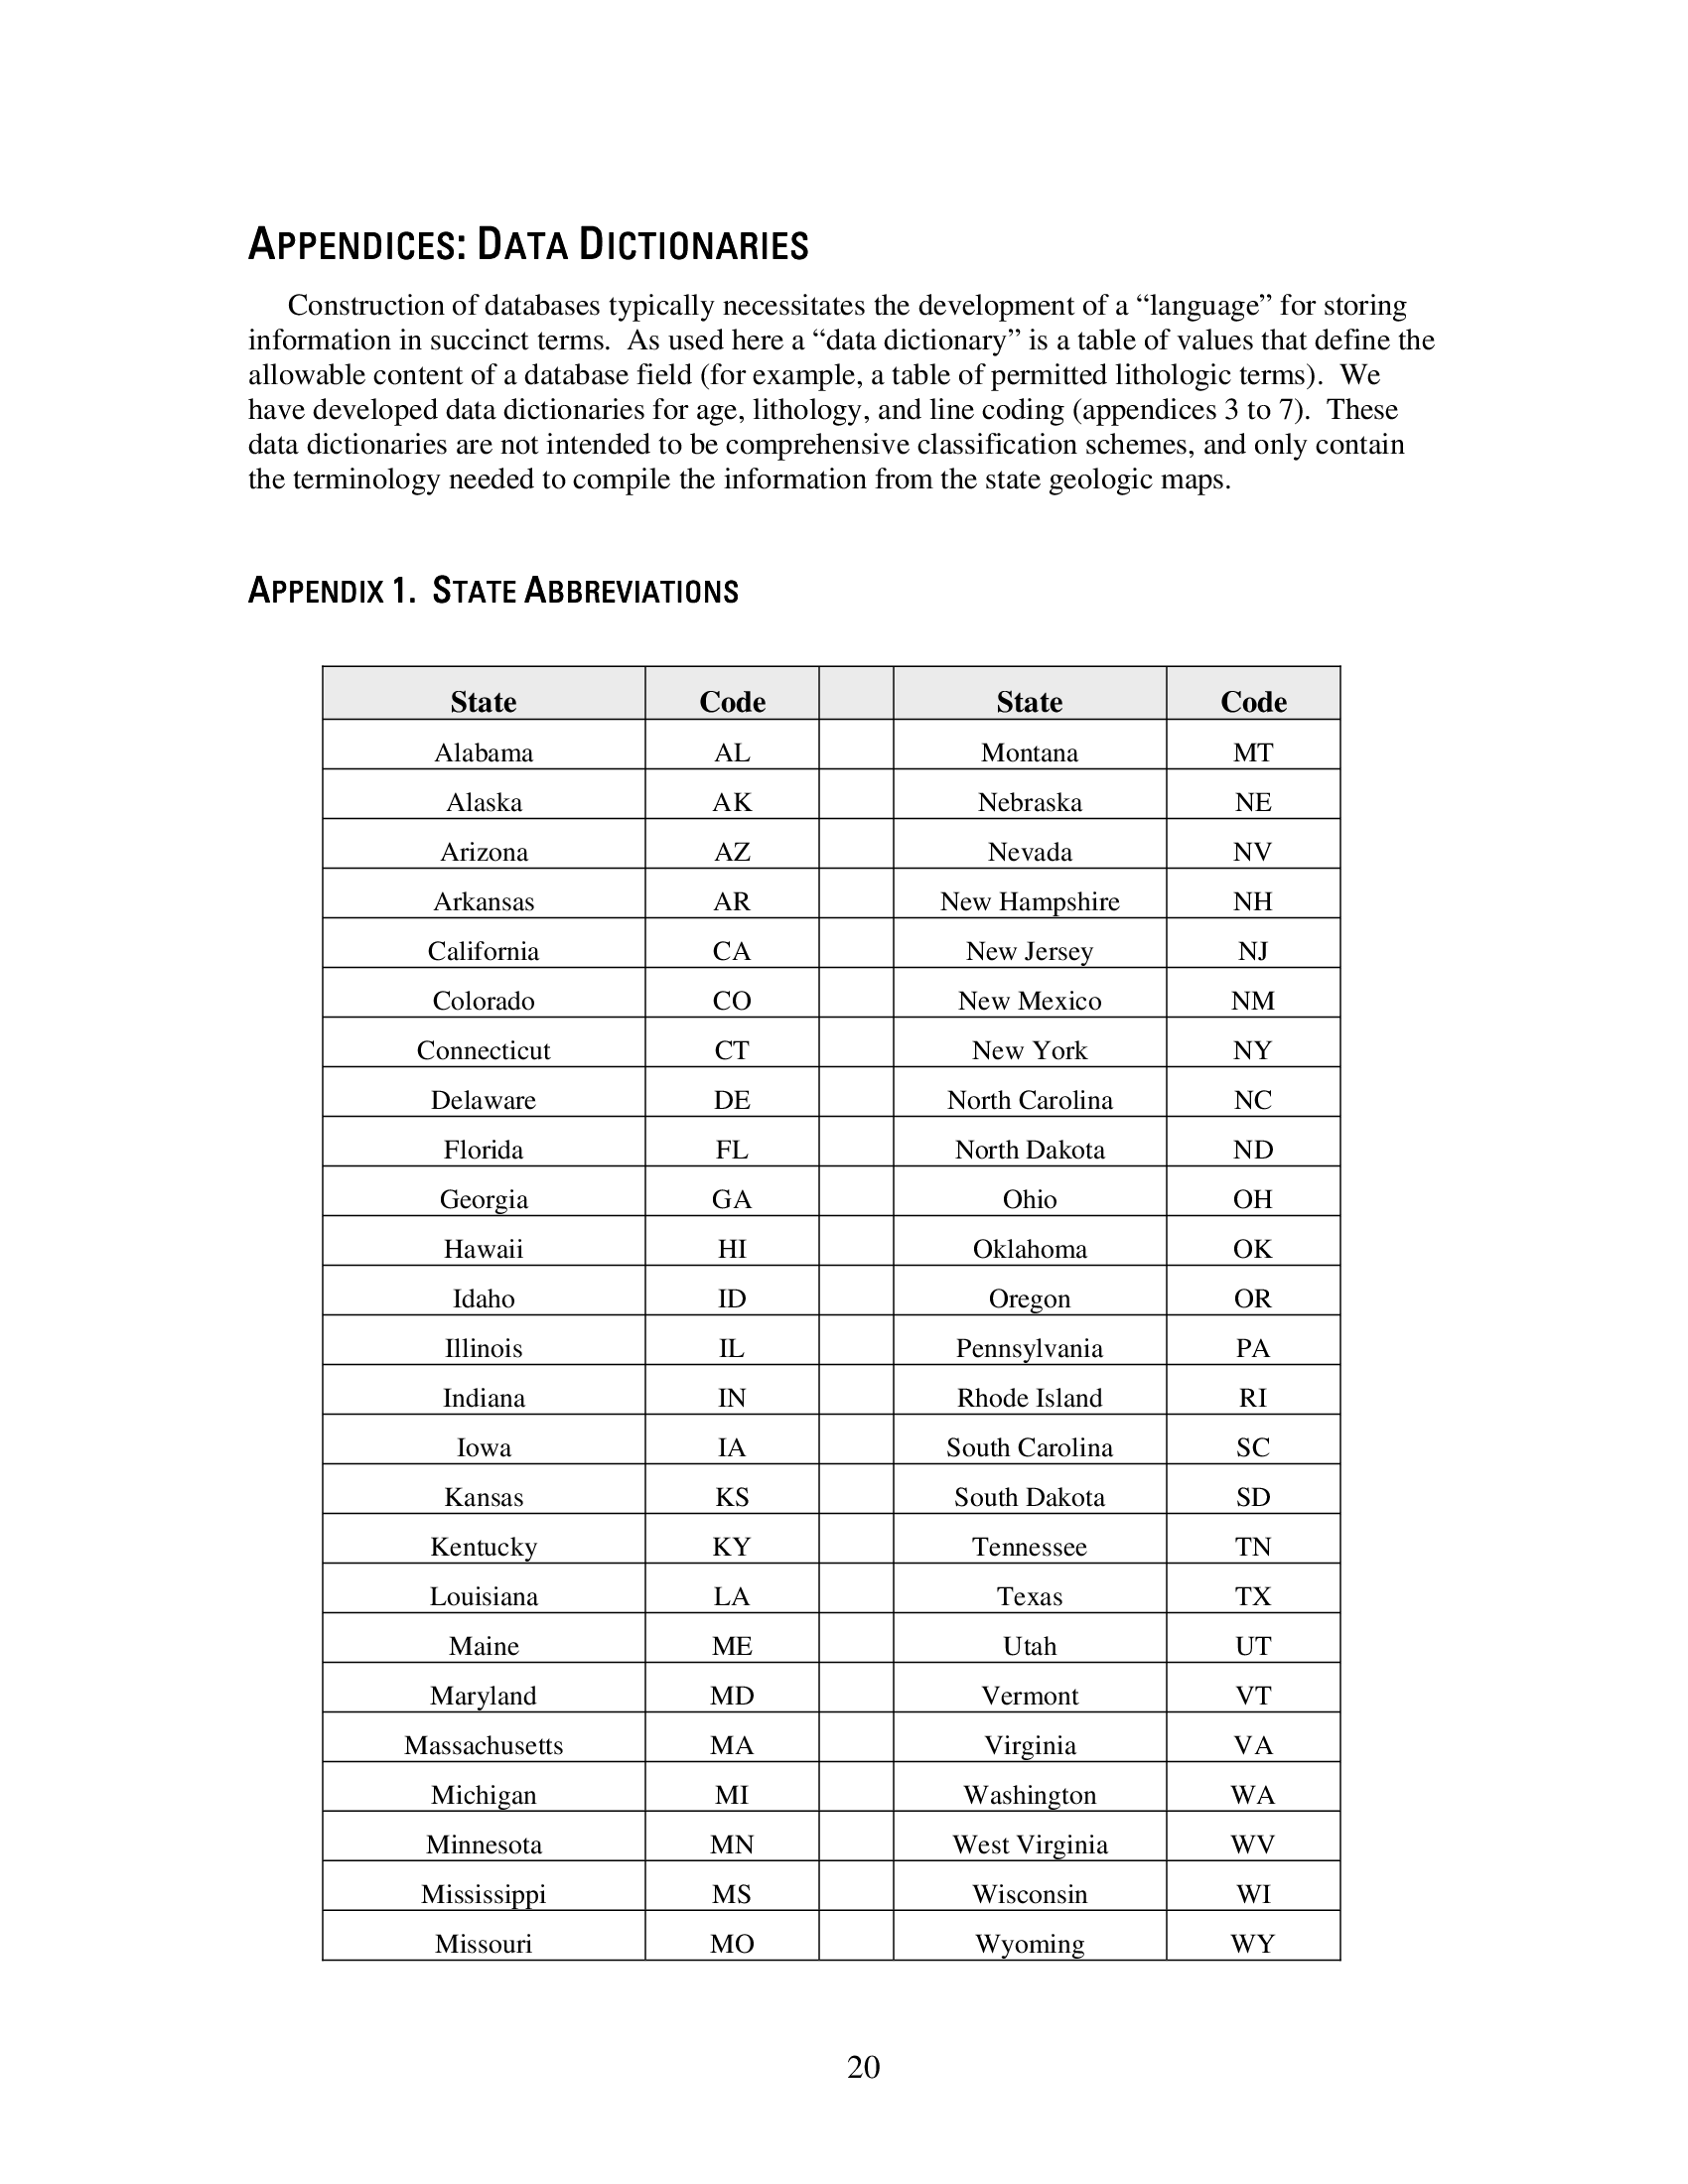 APPENDICES: DATA DICTIONARIES
Construction of databases typically necessitates the development of a “language” for storing
information in succinct terms.  As used here a “data dictionary” is a table of values that define the
allowable content of a database field (for example, a table of permitted lithologic terms).  We
have developed data dictionaries for age, lithology, and line coding (appendices 3 to 7).  These
data dictionaries are not intended to be comprehensive classification schemes, and only contain
the terminology needed to compile the information from the state geologic maps.
APPENDIX 1.  STATE ABBREVIATIONS
State Code State Code
Alabama AL Montana MT
Alaska AK Nebraska NE
Arizona AZ Nevada NV
Arkansas AR New Hampshire NH
California CA New Jersey NJ
Colorado CO New Mexico NM
Connecticut CT New York NY
Delaware DE North Carolina NC
Florida FL North Dakota ND
Georgia GA Ohio OH
Hawaii HI Oklahoma OK
Idaho ID Oregon OR
Illinois IL Pennsylvania PA
Indiana IN Rhode Island RI
Iowa IA South Carolina SC
Kansas KS South Dakota SD
Kentucky KY Tennessee TN
Louisiana LA Texas TX
Maine ME Utah UT
Maryland MD Vermont VT
Massachusetts MA Virginia VA
Michigan MI Washington WA
Minnesota MN West Virginia WV
Mississippi MS Wisconsin WI
Missouri MO Wyoming WY
20